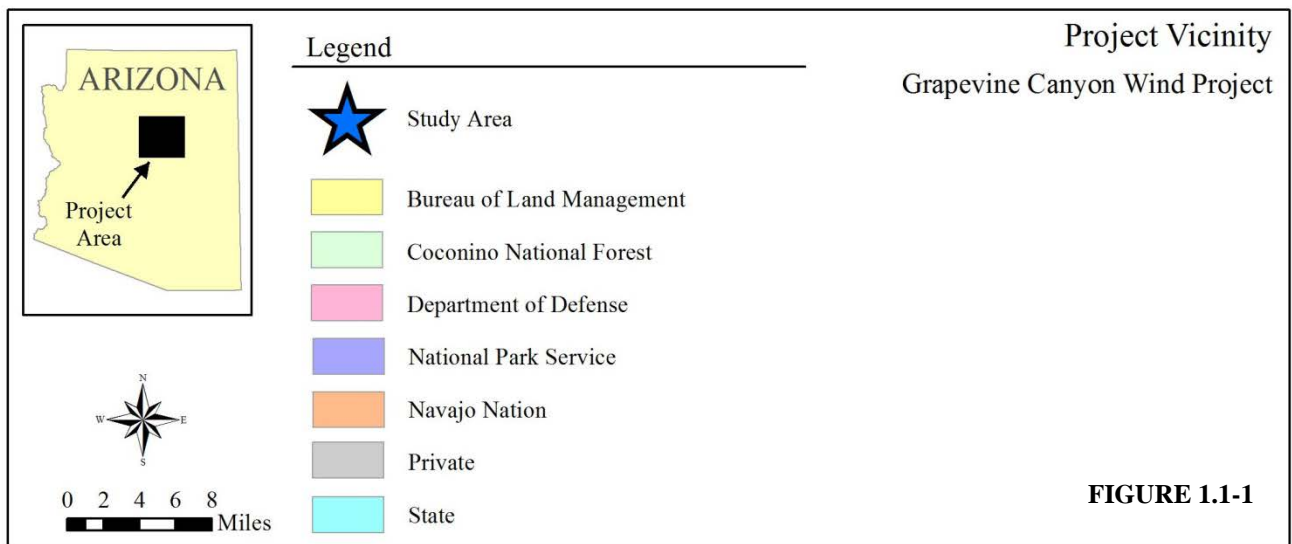 ARIZONA
Project
Area
N
W
E
S
0 2 4 6 8
Miles
Legend
Study Area
Bureau of Land Management
Coconino National Forest
Department of Defense
National Park Service
Navajo Nation
Private
State
Project Vicinity
Grapevine Canyon Wind Project
FIGURE 1.1-1